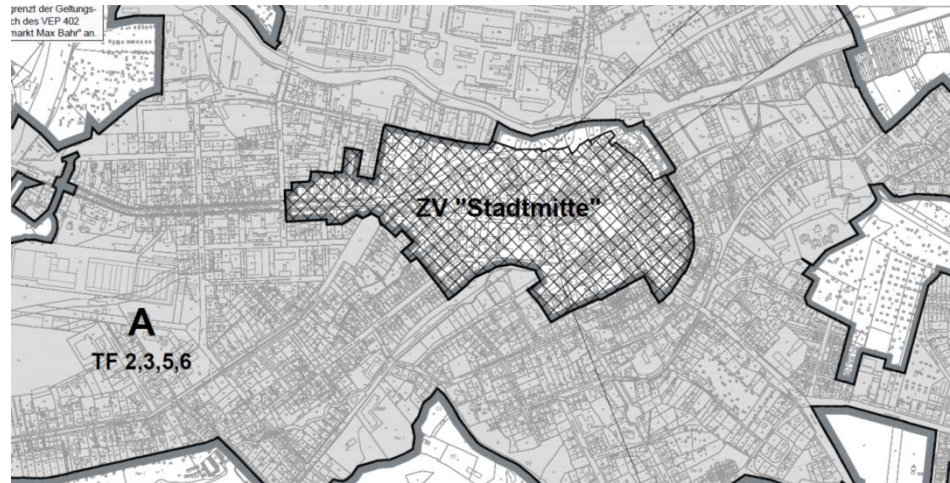 grenzt der Geltungs-
ch des VEP 402
markt Max Bahr" an.
ZV "Stadtmitte"
A
TF 2,3,5,6